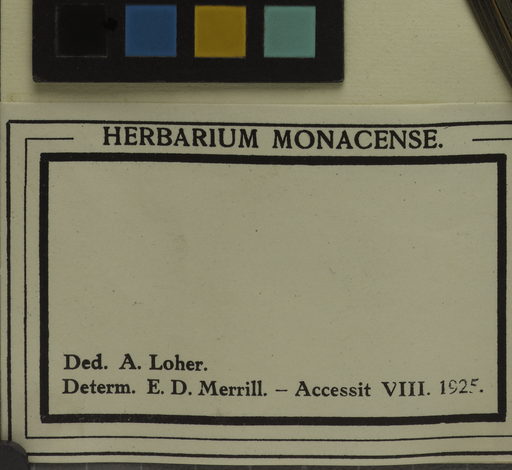 HERBARIUM MONACENSE.
Ded. A. Loher.
Determ. E. D. Merrill. – Accessit VIII. 1925.